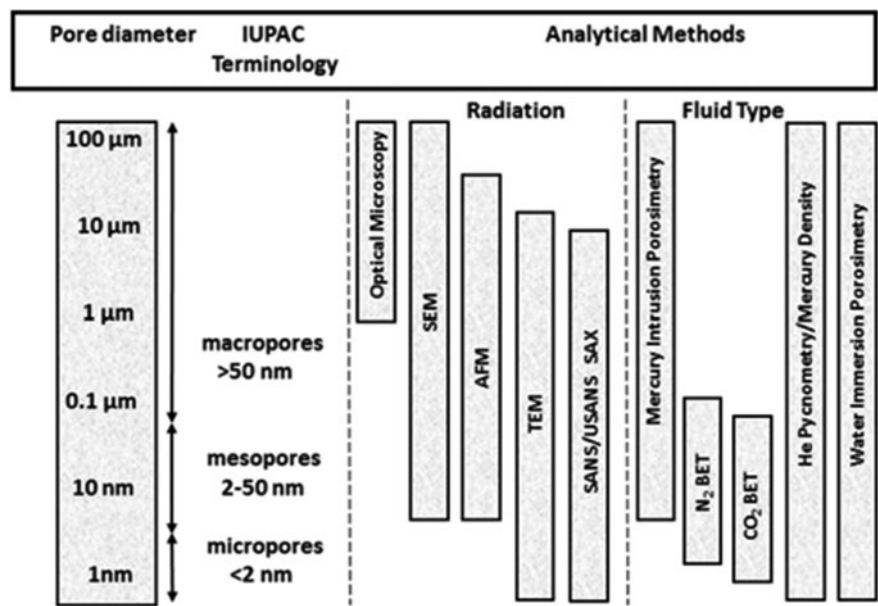 Pore diameter
IUPAC
Terminology
Analytical Methods
Radiation
Fluid Type
100 µm
10 µm
1 µm
0.1 µm
10 nm
1nm
macropores
>50 nm
mesopores
2-50 nm
micropores
<2 nm
Optical Microscopy
SEM
AFM
TEM
SANS/USANS SAX
Mercury Intrusion Porosimetry
N₂ BET
CO₂ BET
He Pycnometry/Mercury Density
Water Immersion Porosimetry